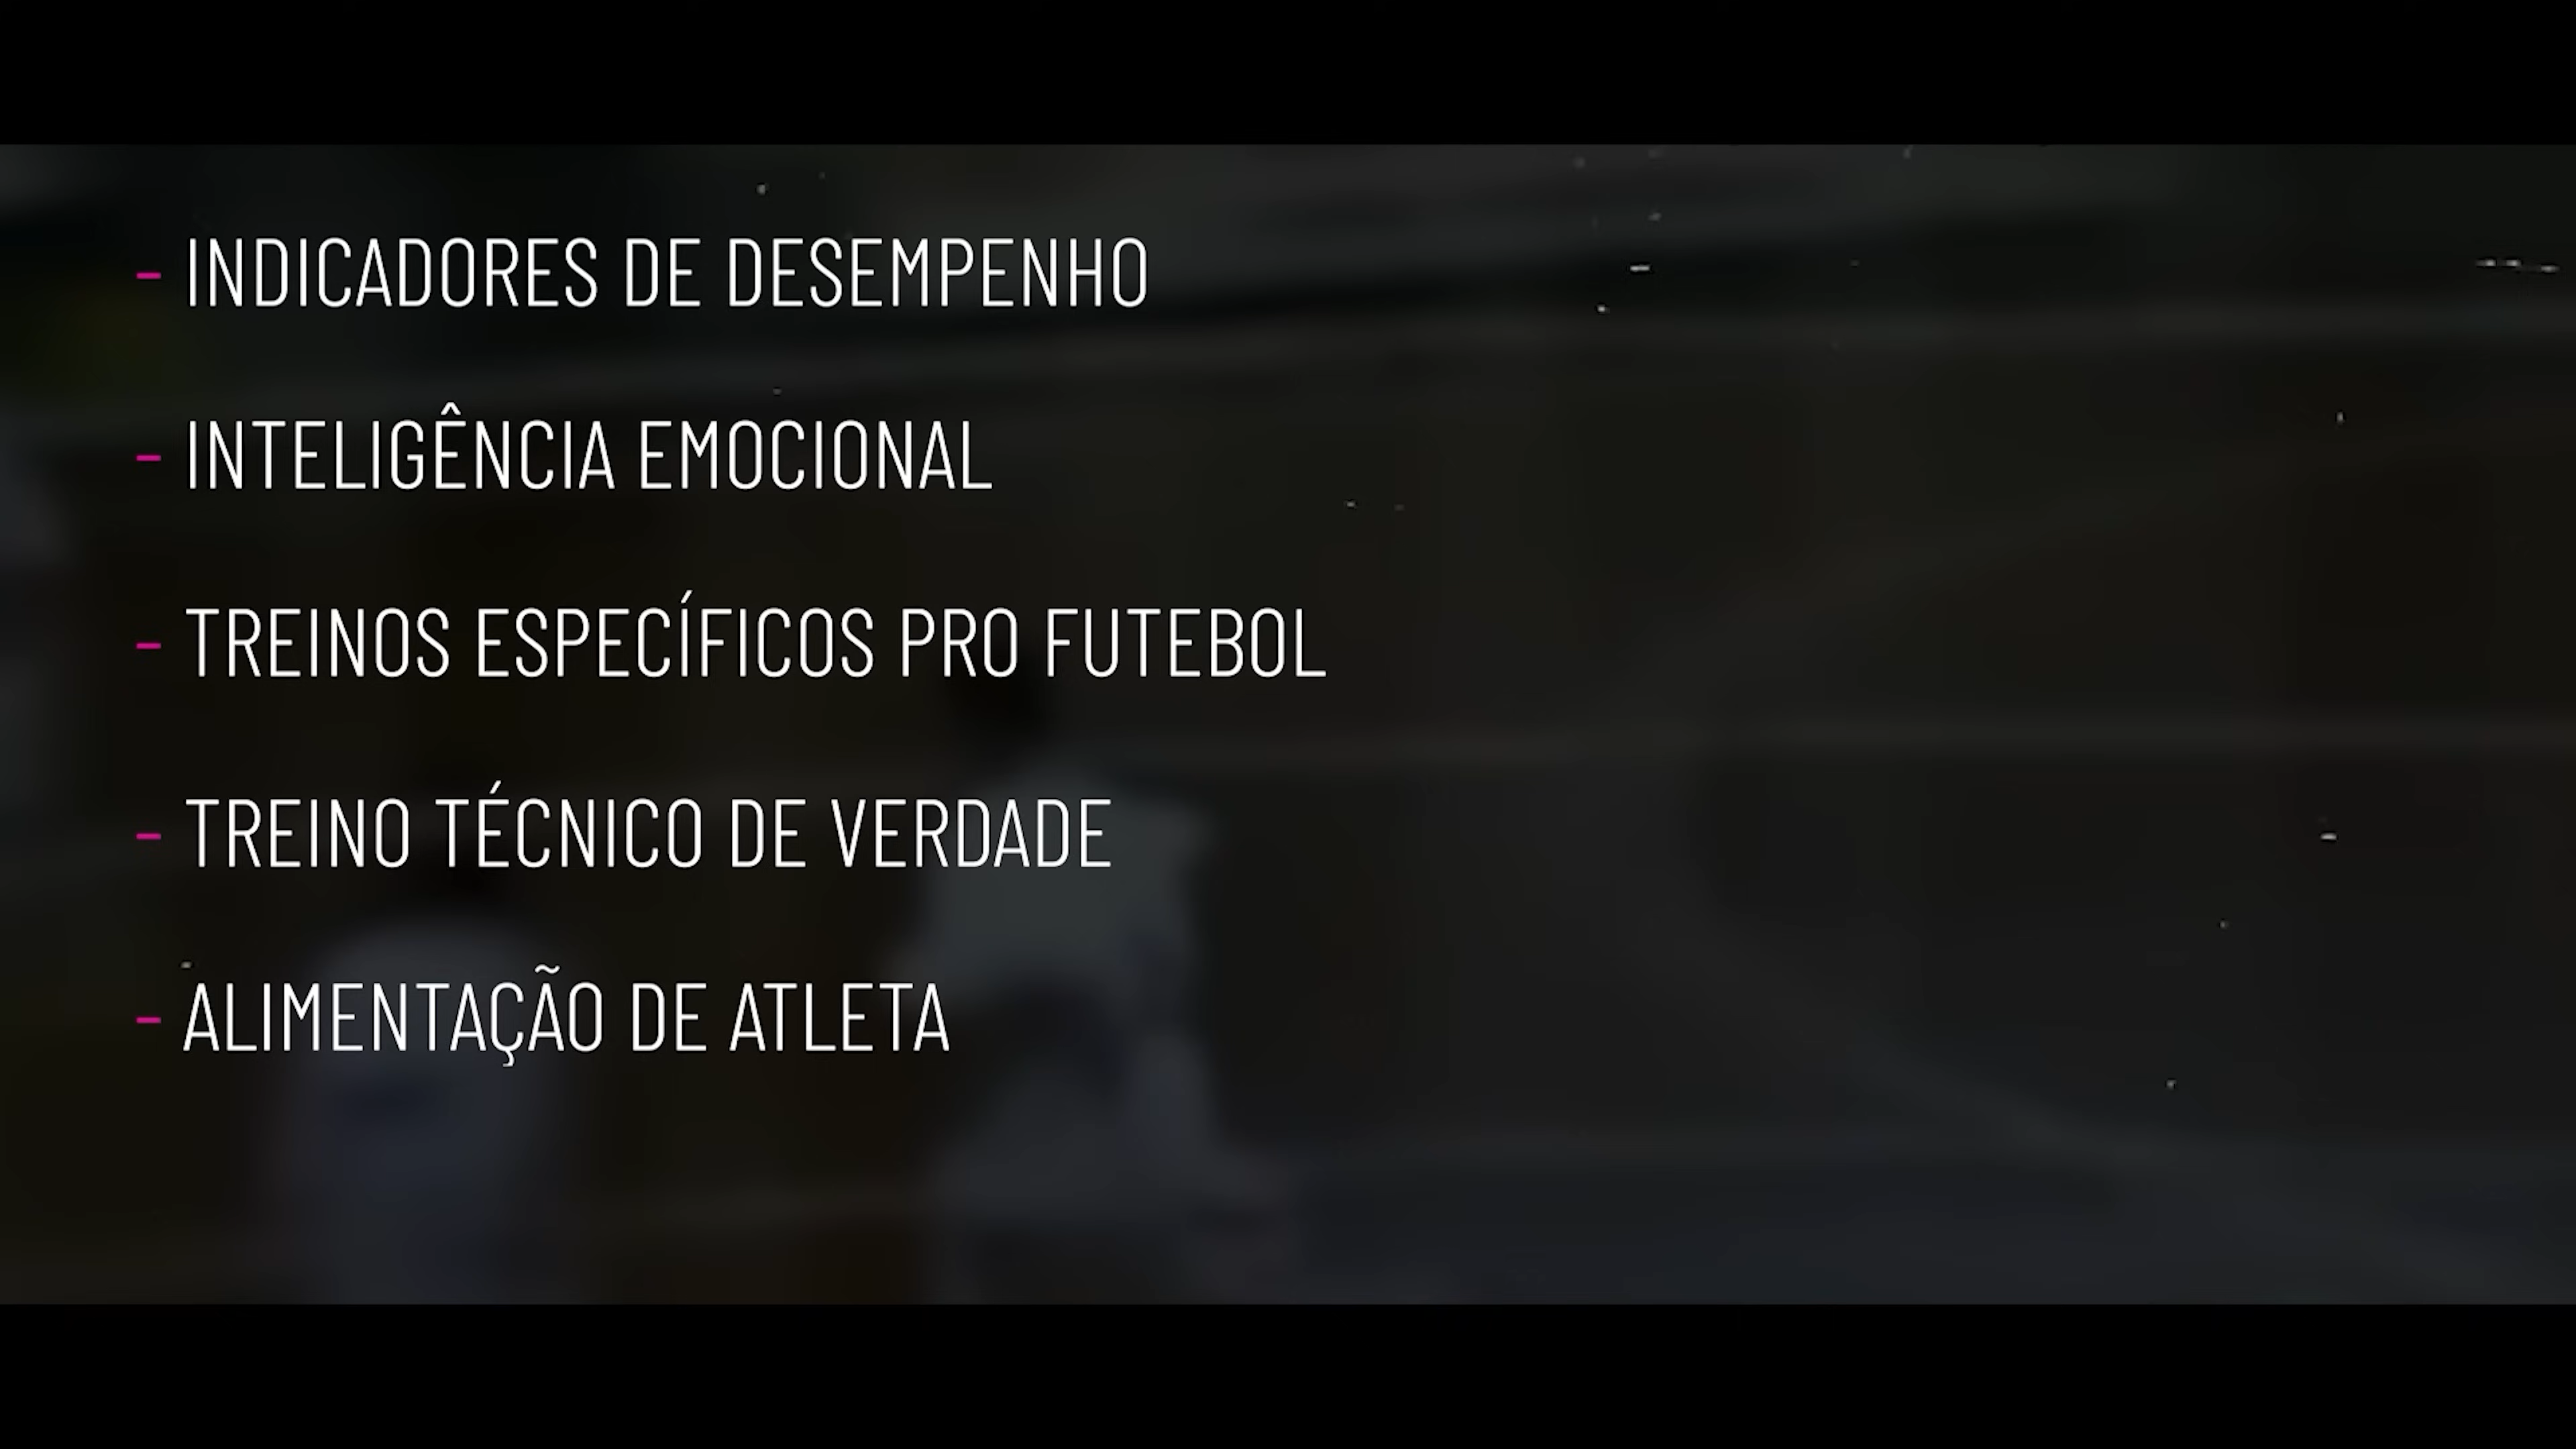 - INDICADORES DE DESEMPENHO
- INTELIGÊNCIA EMOCIONAL
- TREINOS ESPECÍFICOS PRO FUTEBOL
- TREINO TÉCNICO DE VERDADE
- ALIMENTAÇÃO DE ATLETA